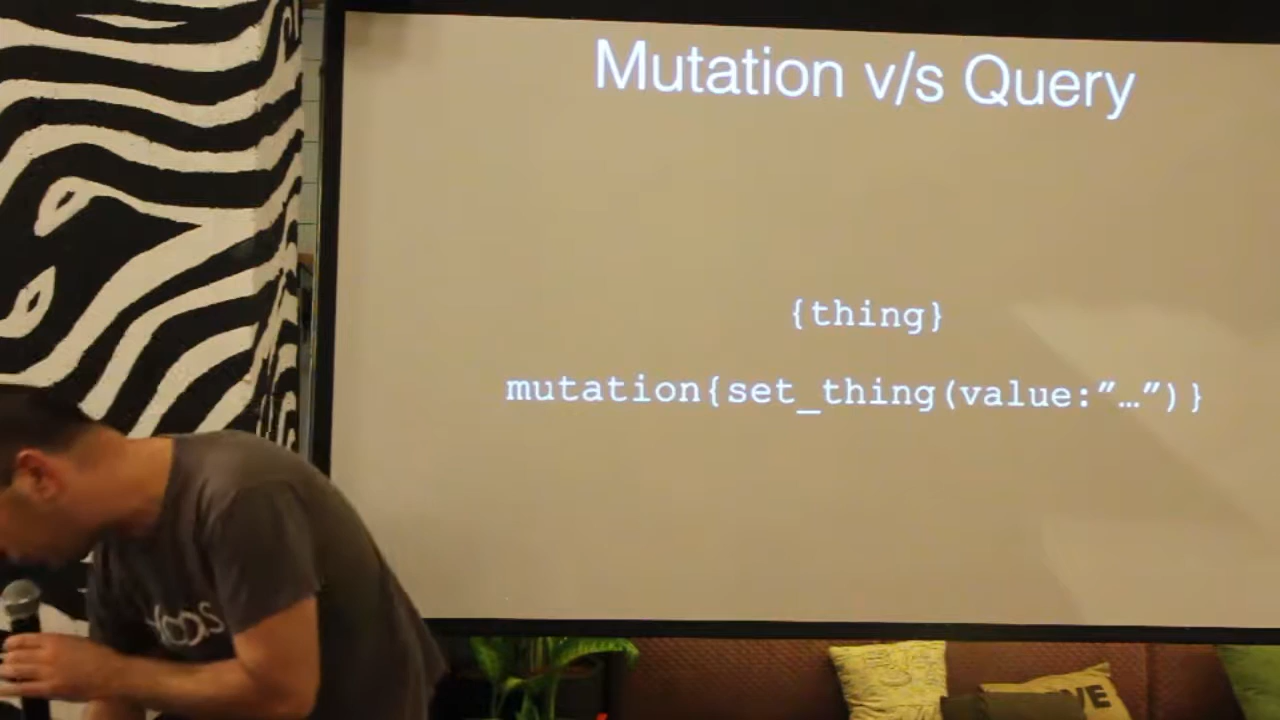 Mutation v/s Query
{thing}
mutation{set_thing(value:”…”)}